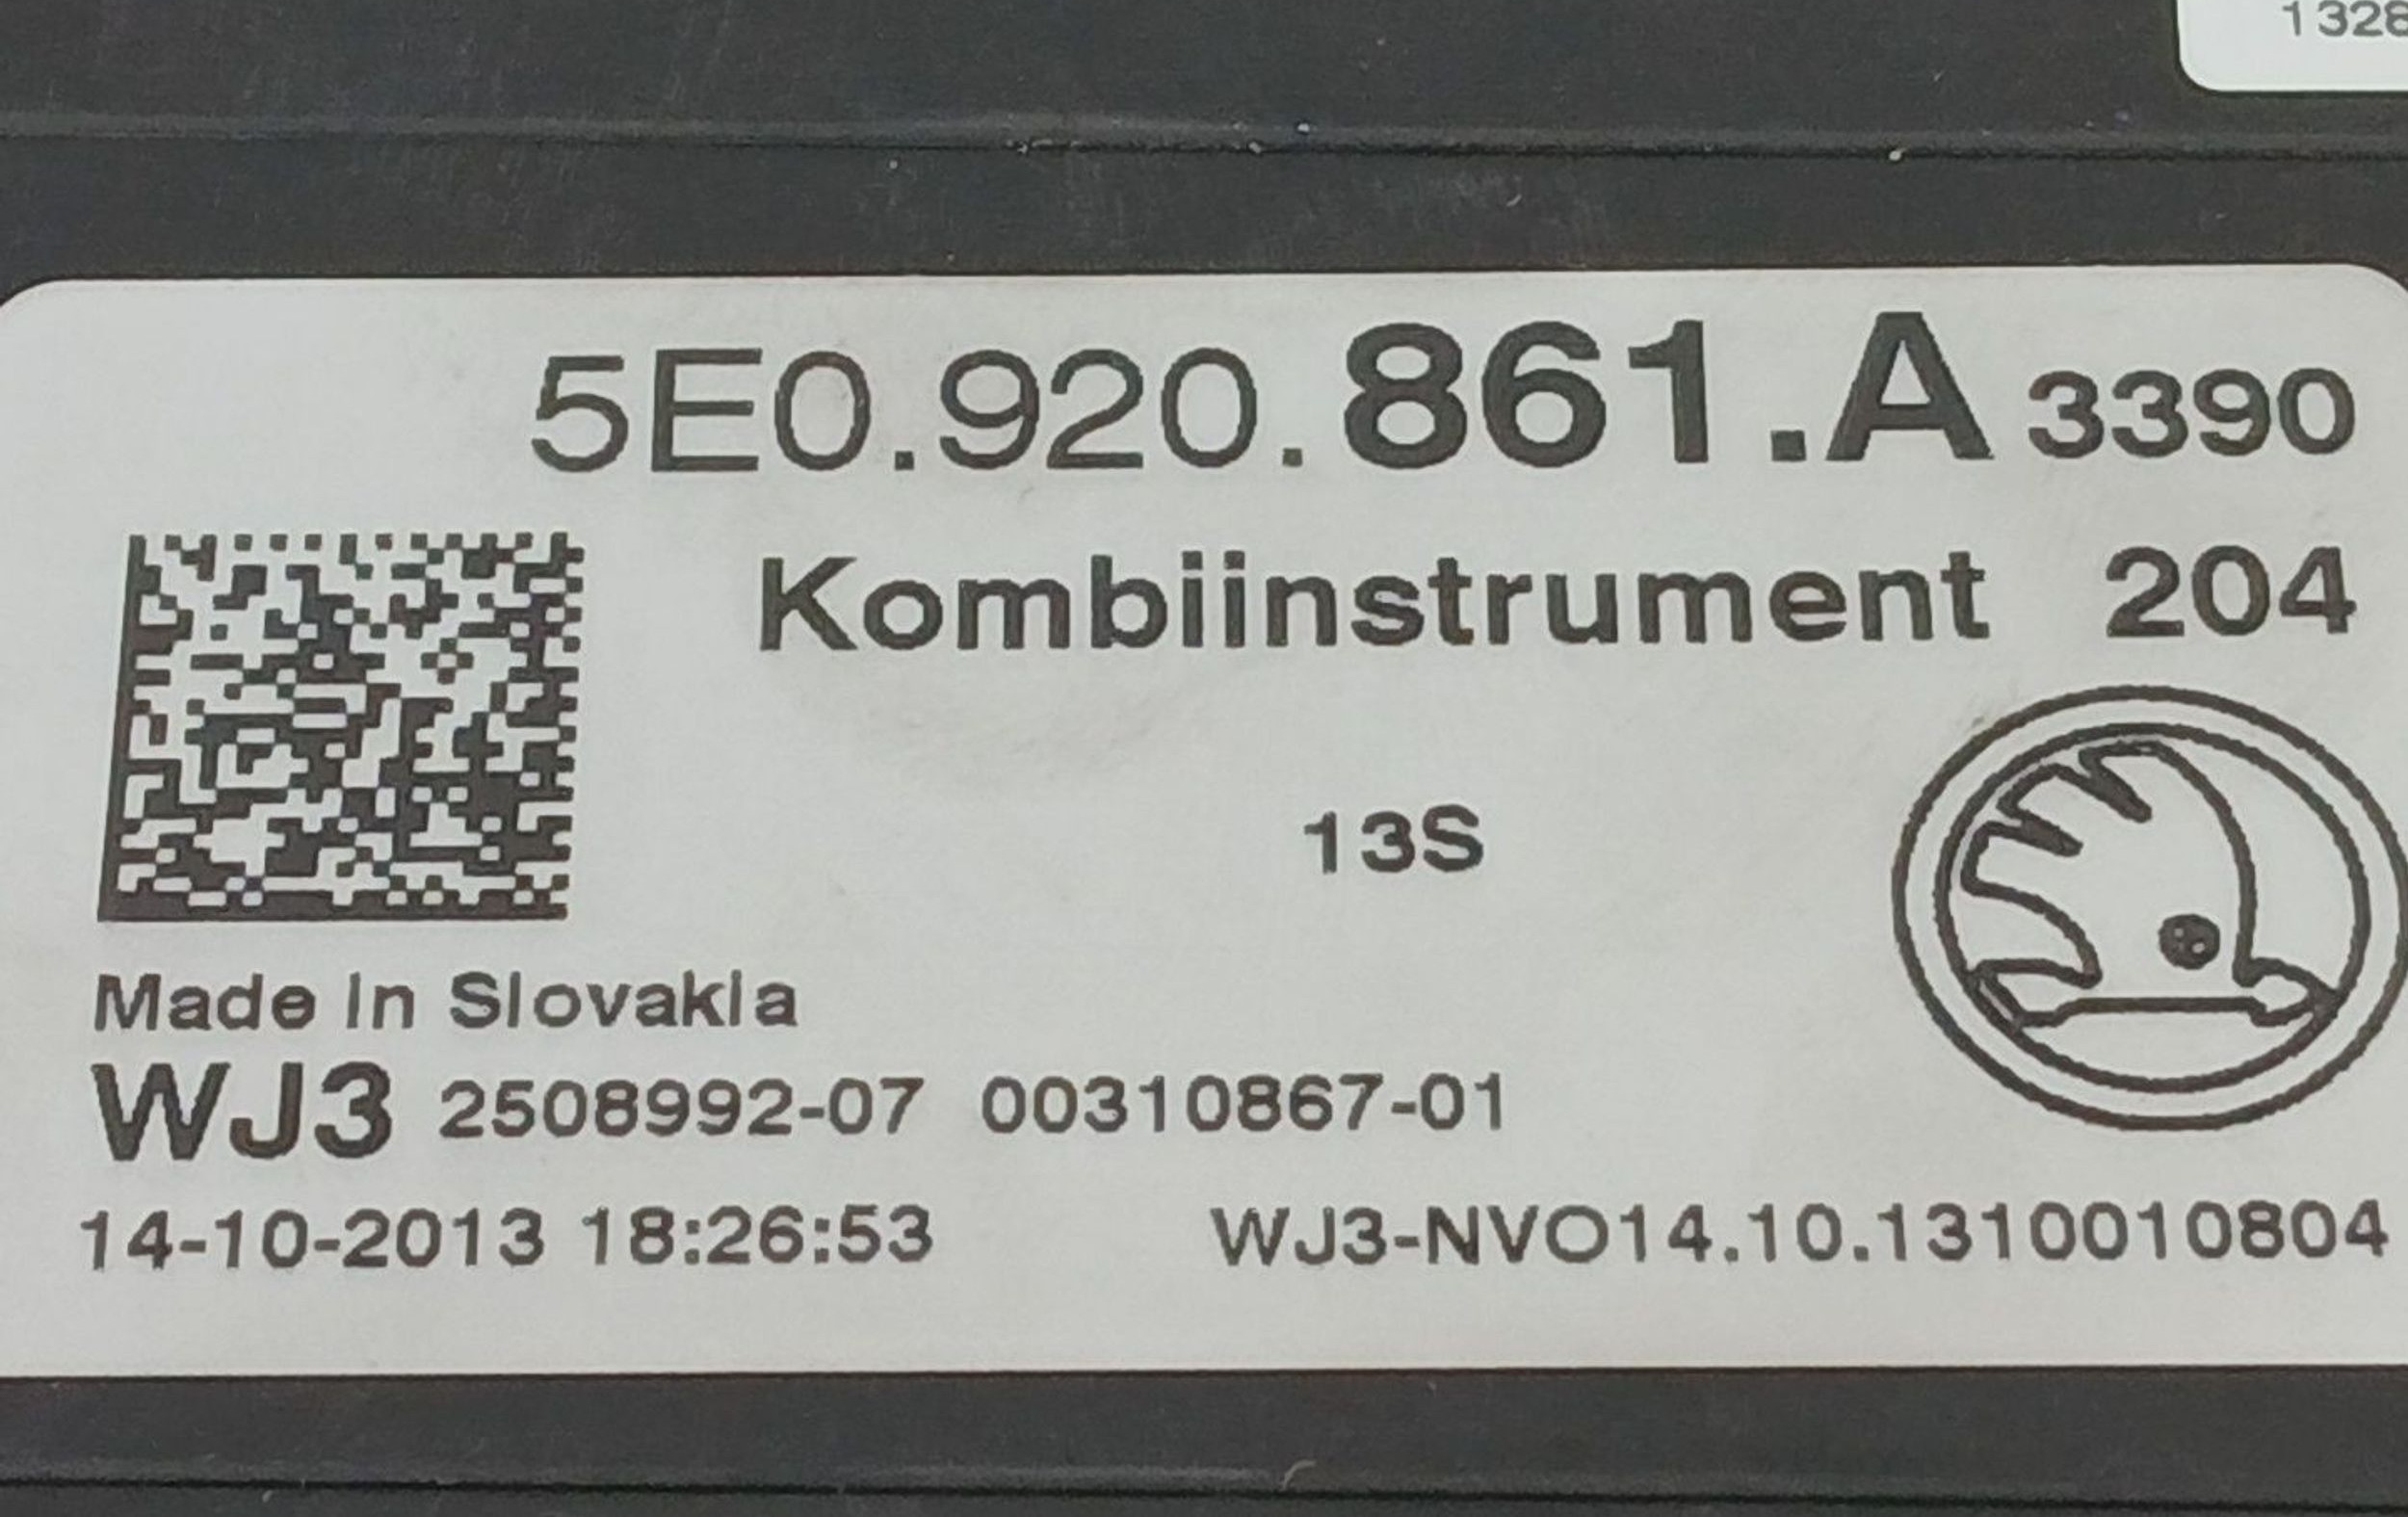 1328
5E0.920.861.A 3390
Kombiinstrument 204
13S
Made in Slovakia
WJ3 2508992-07 00310867-01
14-10-2013 18:26:53 WJ3-NVO14.10.1310010804